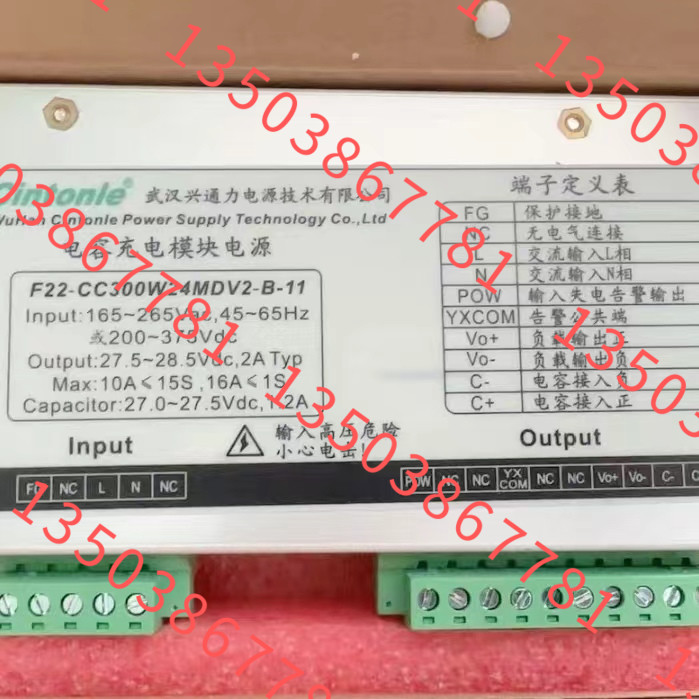 Cintonle® 武汉兴通力电源技术有限公司
WuHan Cintonle Power Supply Technology Co.,Ltd
电容充电模块电源
F22-CC300W24MDV2-B-11
Input:165~265Vac,45~65Hz
或200~375Vdc
Output:27.5~28.5Vdc,2A Typ
Max:10A≤15S,16A≤1S
Capacitor:27.0~27.5Vdc,1.2A
Input
输入高压危险
小心电击!
FG NC L N NC
端子定义表
FG 保护接地
NC 无电气连接
L 交流输入L相
N 交流输入N相
POW 输入失电告警输出
YXCOM 告警公共端
Vo+ 负载输出正
Vo- 负载输出负
C- 电容接入负
C+ 电容接入正
Output
POW NC NC YX COM NC NC Vo+ Vo- C-
13503867781
13503867781
13503867781
13503867781